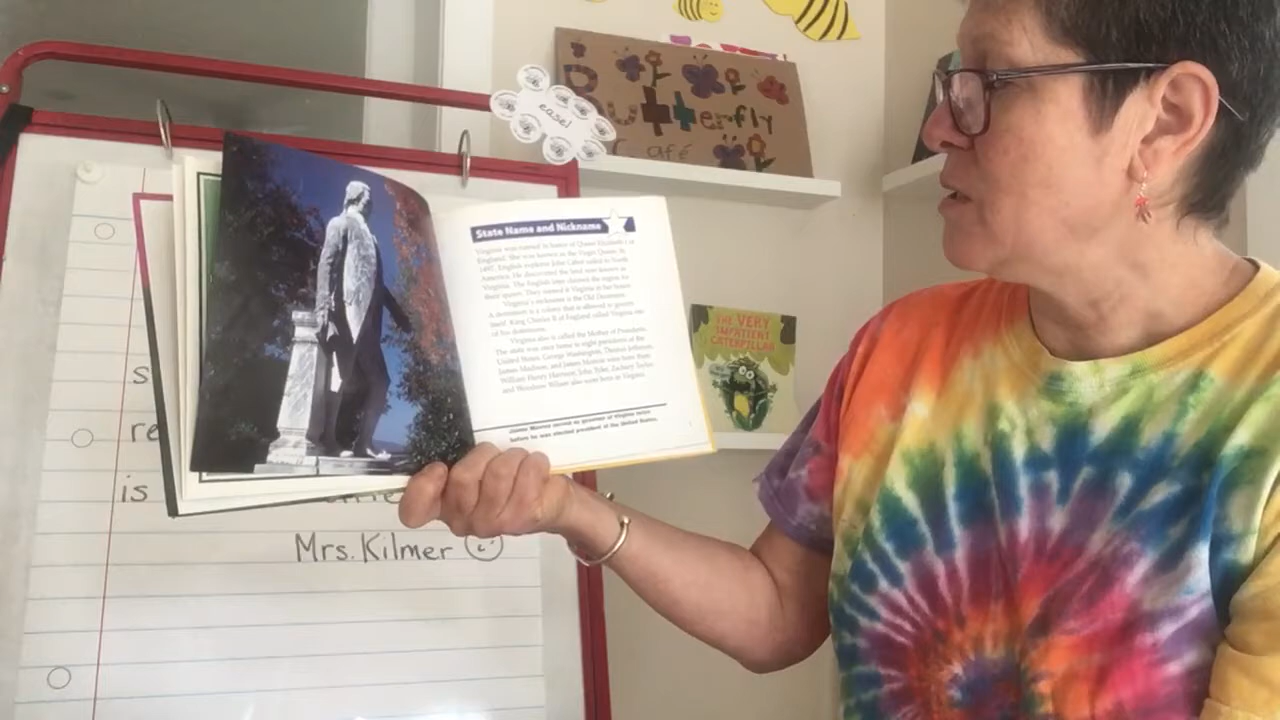 easel
Butterfly
Café
State Name and Nickname
Virginia was named in honor of Queen Elizabeth I of
England. She was known as the Virgin Queen. In
1497, English explorer John Cabot sailed to North
America. He discovered the land now known as
Virginia. The English later claimed the region for
their queen. They named it Virginia in her honor.
Virginia's nickname is the Old Dominion.
A dominion is a colony that is allowed to govern
itself. King Charles II of England called Virginia one
of his dominions.
Virginia also is called the Mother of Presidents.
The state was once home to eight presidents of the
United States. George Washington, Thomas Jefferson,
James Madison, and James Monroe were born there.
William Henry Harrison, John Tyler, Zachary Taylor,
and Woodrow Wilson also were born in Virginia.
James Monroe served as governor of Virginia twice
before he was elected president of the United States.
THE VERY
IMPATIENT
CATERPILLAR
s
re
is
Mrs. Kilmer